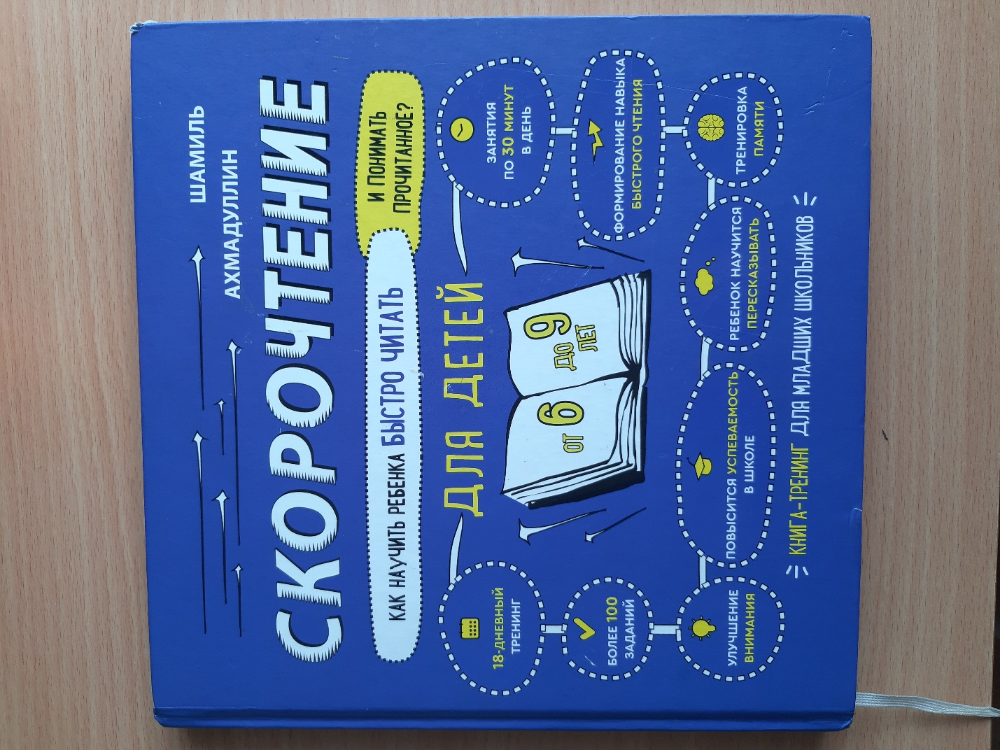 ШАМИЛЬ
АХМАДУЛЛИН
СКОРОЧТЕНИЕ
КАК НАУЧИТЬ РЕБЕНКА БЫСТРО ЧИТАТЬ
И ПОНИМАТЬ
ПРОЧИТАННОЕ?
ДЛЯ ДЕТЕЙ
ОТ 6
ДО 9
ЛЕТ
18-ДНЕВНЫЙ
ТРЕНИНГ
БОЛЕЕ 100
ЗАДАНИЙ
УЛУЧШЕНИЕ
ВНИМАНИЯ
ПОВЫСИТСЯ УСПЕВАЕМОСТЬ
В ШКОЛЕ
РЕБЕНОК НАУЧИТСЯ
ПЕРЕСКАЗЫВАТЬ
ТРЕНИРОВКА
ПАМЯТИ
ФОРМИРОВАНИЕ НАВЫКА
БЫСТРОГО ЧТЕНИЯ
ЗАНЯТИЯ
ПО 30 МИНУТ
В ДЕНЬ
КНИГА-ТРЕНИНГ ДЛЯ МЛАДШИХ ШКОЛЬНИКОВ